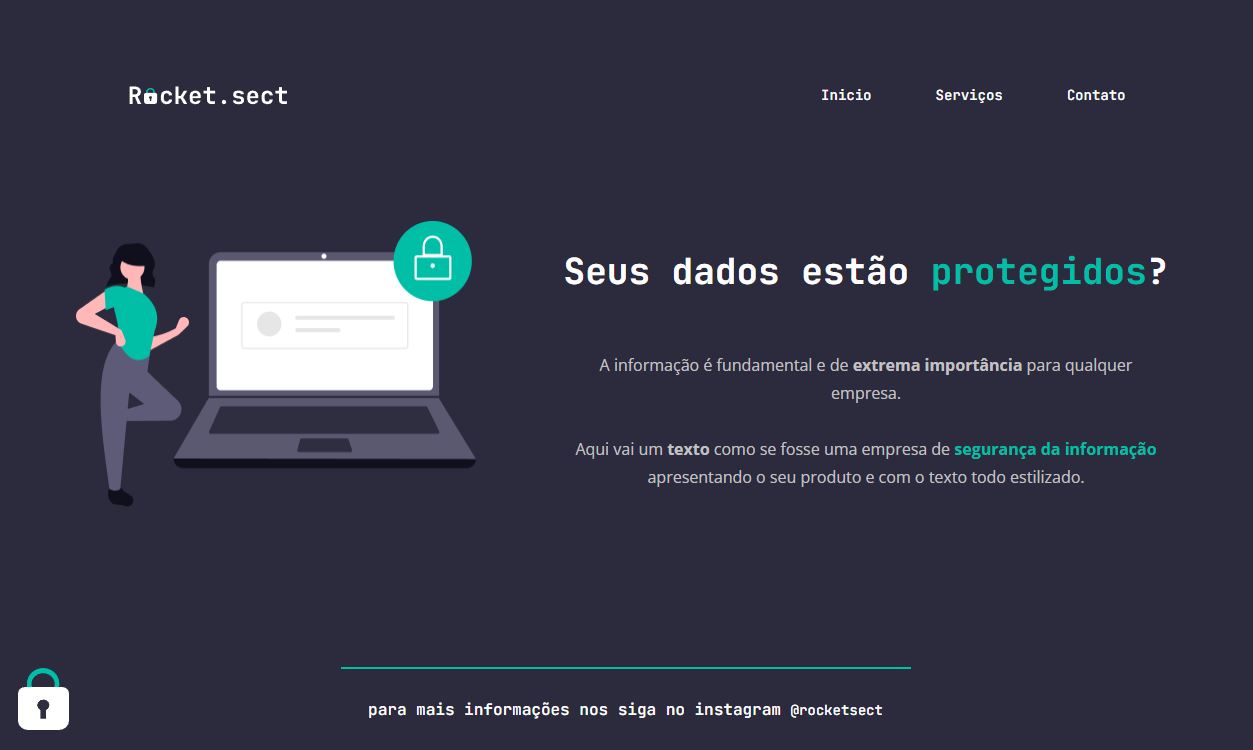 Rocket.sect
Inicio Serviços Contato
Seus dados estão protegidos?
A informação é fundamental e de extrema importância para qualquer
empresa.
Aqui vai um texto como se fosse uma empresa de segurança da informação
apresentando o seu produto e com o texto todo estilizado.
para mais informações nos siga no instagram @rocketsect